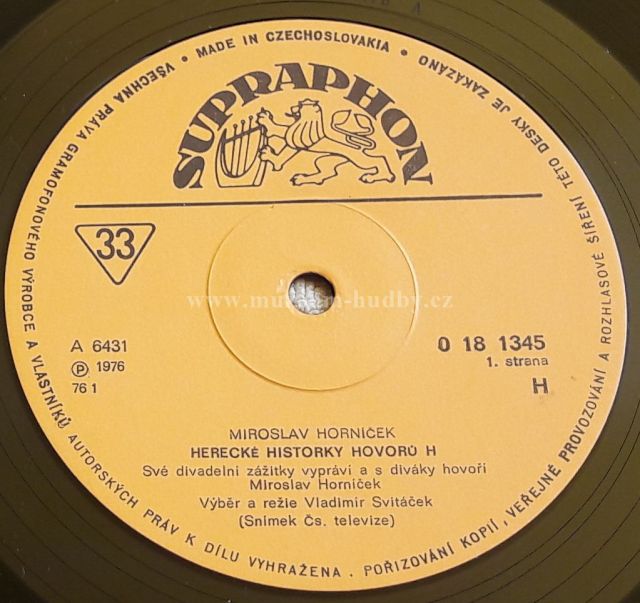 VŠECHNA PRÁVA GRAMOFONOVÉHO VÝROBCE A VLASTNÍKŮ AUTORSKÝCH PRÁV K DÍLU VYHRAŽENA . POŘIZOVÁNÍ KOPIÍ, VEŘEJNÉ PROVOZOVÁNÍ A ROZHLASOVÉ ŠÍŘENÍ TÉTO DESKY JE ZAKÁZÁNO • MADE IN CZECHOSLOVAKIA •
SUPRAPHON
33
www.museum-hudby.cz
A 6431
Ⓟ 1976
76 1
0 18 1345
1. strana
H
MIROSLAV HORNÍČEK
HERECKÉ HISTORKY HOVORŮ H
Své divadelní zážitky vypráví a s diváky hovoří
Miroslav Horníček
Výběr a režie Vladimír Svitáček
(Snímek Čs. televize)